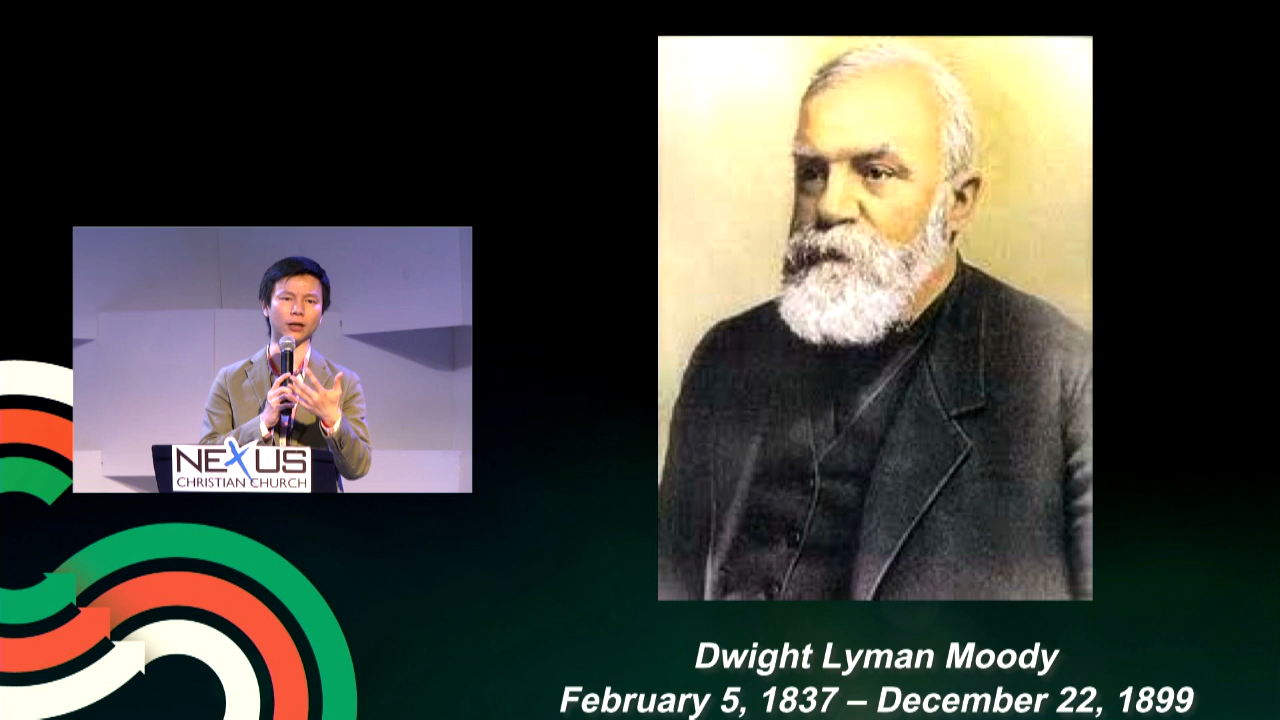 NEXUS
CHRISTIAN CHURCH
Dwight Lyman Moody
February 5, 1837 – December 22, 1899